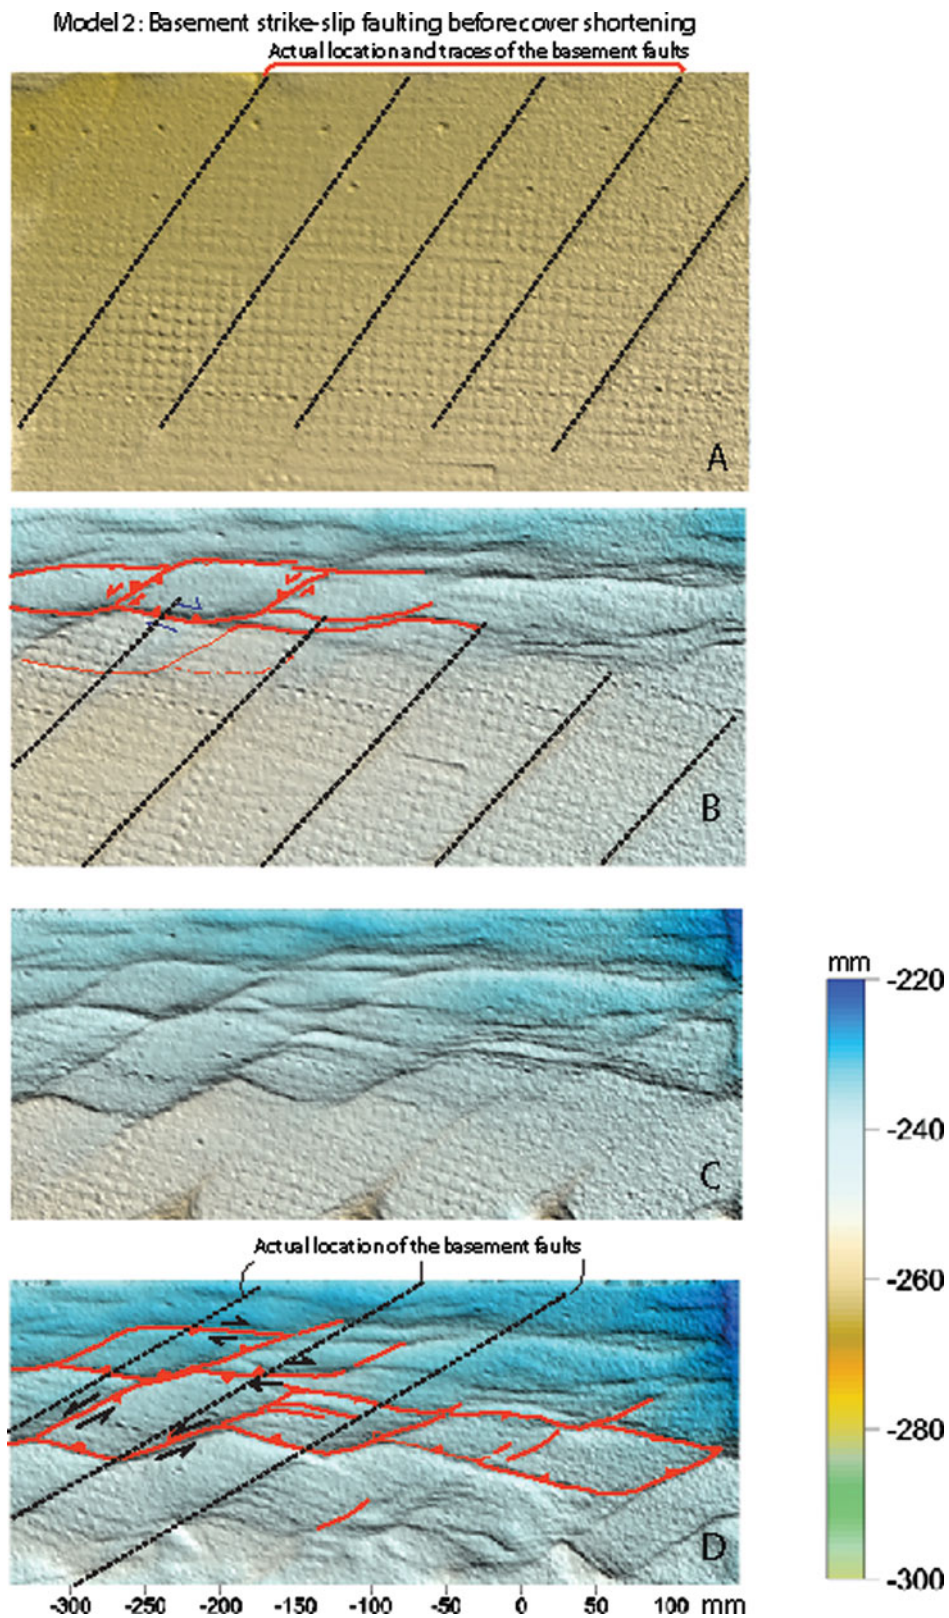 Model 2: Basement strike-slip faulting before cover shortening
Actual location and traces of the basement faults
A
B
C
mm
-220
-240
-260
-280
-300
Actual location of the basement faults
D
-300 -250 -200 -150 -100 -50 0 50 100 mm